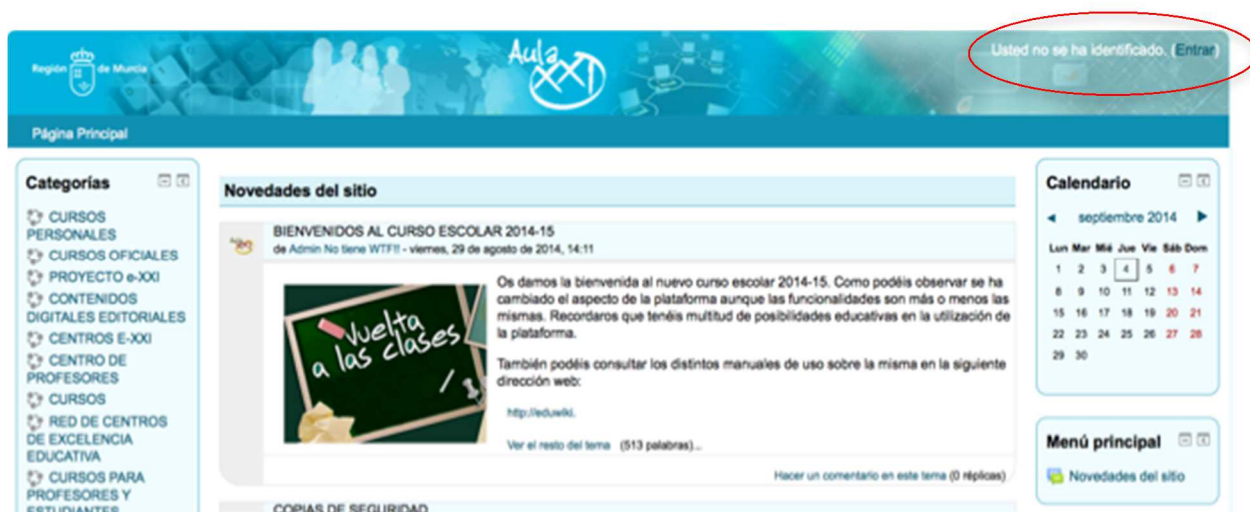 Región de Murcia
Aula
XXI
Usted no se ha identificado. (Entrar)
Página Principal
Categorías
CURSOS
PERSONALES
CURSOS OFICIALES
PROYECTO e-XXI
CONTENIDOS
DIGITALES EDITORIALES
CENTROS E-XXI
CENTRO DE
PROFESORES
CURSOS
RED DE CENTROS
DE EXCELENCIA
EDUCATIVA
CURSOS PARA
PROFESORES Y
ESTUDIANTES
Novedades del sitio
BIENVENIDOS AL CURSO ESCOLAR 2014-15
de Admin No tiene WTF!! - viernes, 29 de agosto de 2014, 14:11
Vuelta
a las clases
Os damos la bienvenida al nuevo curso escolar 2014-15. Como podéis observar se ha
cambiado el aspecto de la plataforma aunque las funcionalidades son más o menos las
mismas. Recordaros que tenéis multitud de posibilidades educativas en la utilización de
la plataforma.
También podéis consultar los distintos manuales de uso sobre la misma en la siguiente
dirección web:
http://eduwiki.
Ver el resto del tema (513 palabras)...
Hacer un comentario en este tema (0 réplicas)
COPIAS DE SEGURIDAD
Calendario
◄ septiembre 2014 ►
Lun Mar Mié Jue Vie Sáb Dom
1 2 3 4 5 6 7
8 9 10 11 12 13 14
15 16 17 18 19 20 21
22 23 24 25 26 27 28
29 30
Menú principal
Novedades del sitio